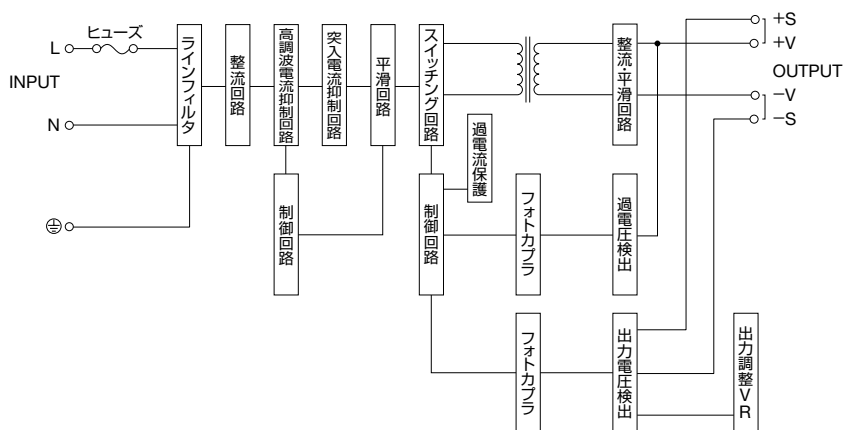 ヒューズ
L
INPUT
N
ラインフィルタ
整流回路
高調波電流抑制回路
突入電流抑制回路
平滑回路
スイッチング回路
整流・平滑回路
+S
+V
OUTPUT
−V
−S
過電流保護
制御回路
制御回路
フォトカプラ
過電圧検出
フォトカプラ
出力電圧検出
出力調整VR